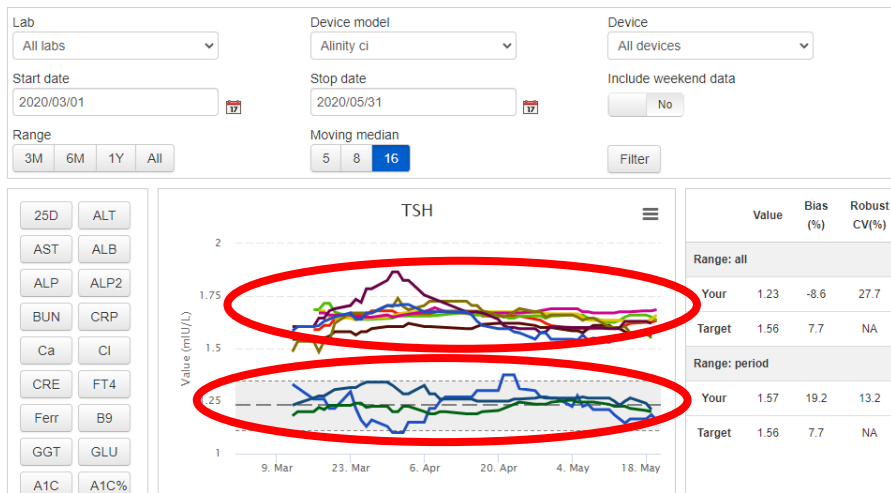 Lab Device model Device
All labs Alinity ci All devices
Start date Stop date Include weekend data
2020/03/01 17 2020/05/31 17 No
Range Moving median
3M 6M 1Y All 5 8 16 Filter
25D ALT
AST ALB
ALP ALP2
BUN CRP
Ca Cl
CRE FT4
Ferr B9
GGT GLU
A1C A1C%
TSH
Value (mIU/L)
2
1.75
1.5
1.25
1
9. Mar 23. Mar 6. Apr 20. Apr 4. May 18. May
Value Bias (%) Robust CV(%)
Range: all
Your 1.23 -8.6 27.7
Target 1.56 7.7 NA
Range: period
Your 1.57 19.2 13.2
Target 1.56 7.7 NA